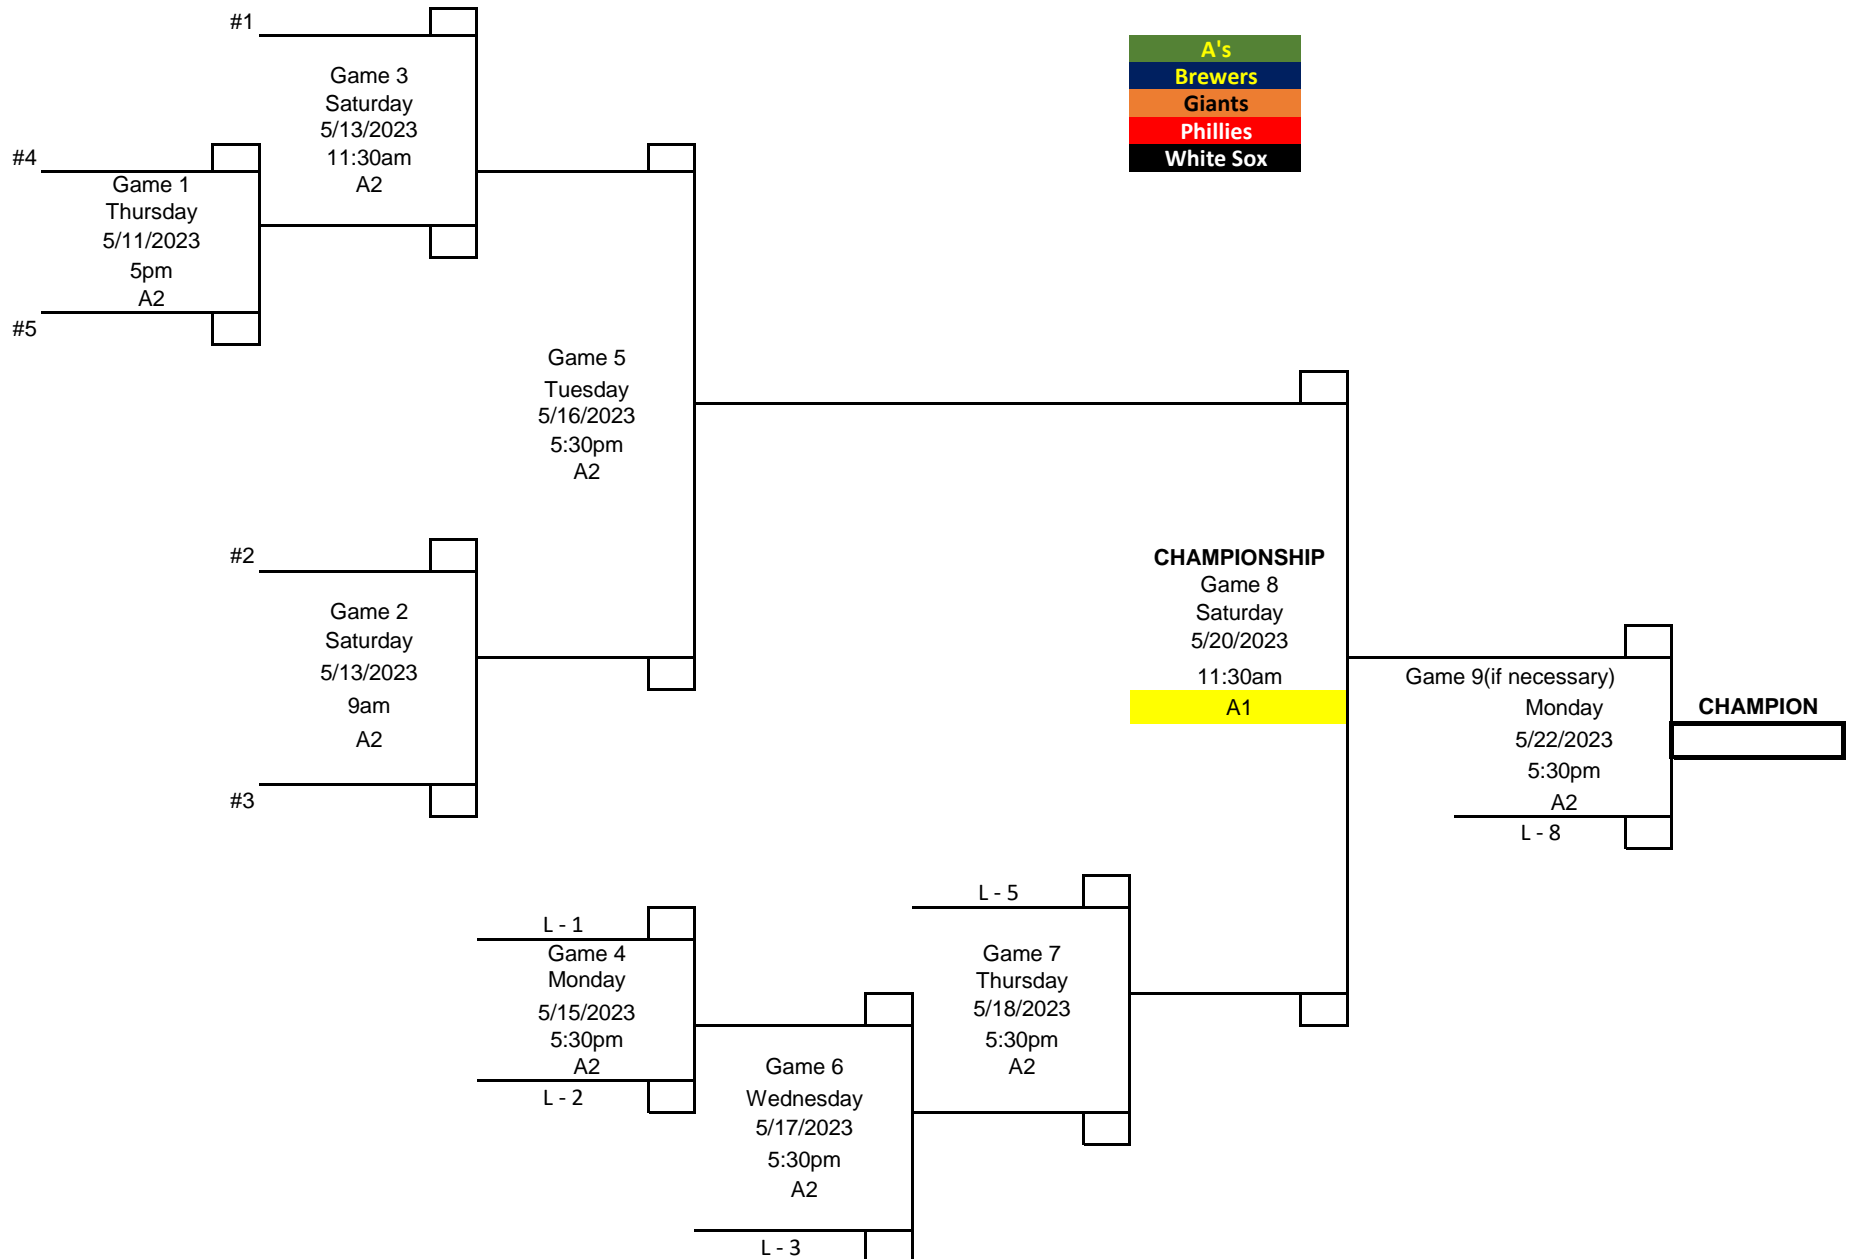 #1
Game 3
Saturday
5/13/2023
11:30am
A2
#4
Game 1
Thursday
5/11/2023
5pm
A2
#5
A's
Brewers
Giants
Phillies
White Sox
Game 5
Tuesday
5/16/2023
5:30pm
A2
#2
Game 2
Saturday
5/13/2023
9am
A2
#3
CHAMPIONSHIP
Game 8
Saturday
5/20/2023
11:30am
A1
Game 9(if necessary)
Monday
5/22/2023
5:30pm
A2
L - 8
CHAMPION
L - 1
Game 4
Monday
5/15/2023
5:30pm
A2
L - 2
L - 5
Game 7
Thursday
5/18/2023
5:30pm
A2
Game 6
Wednesday
5/17/2023
5:30pm
A2
L - 3